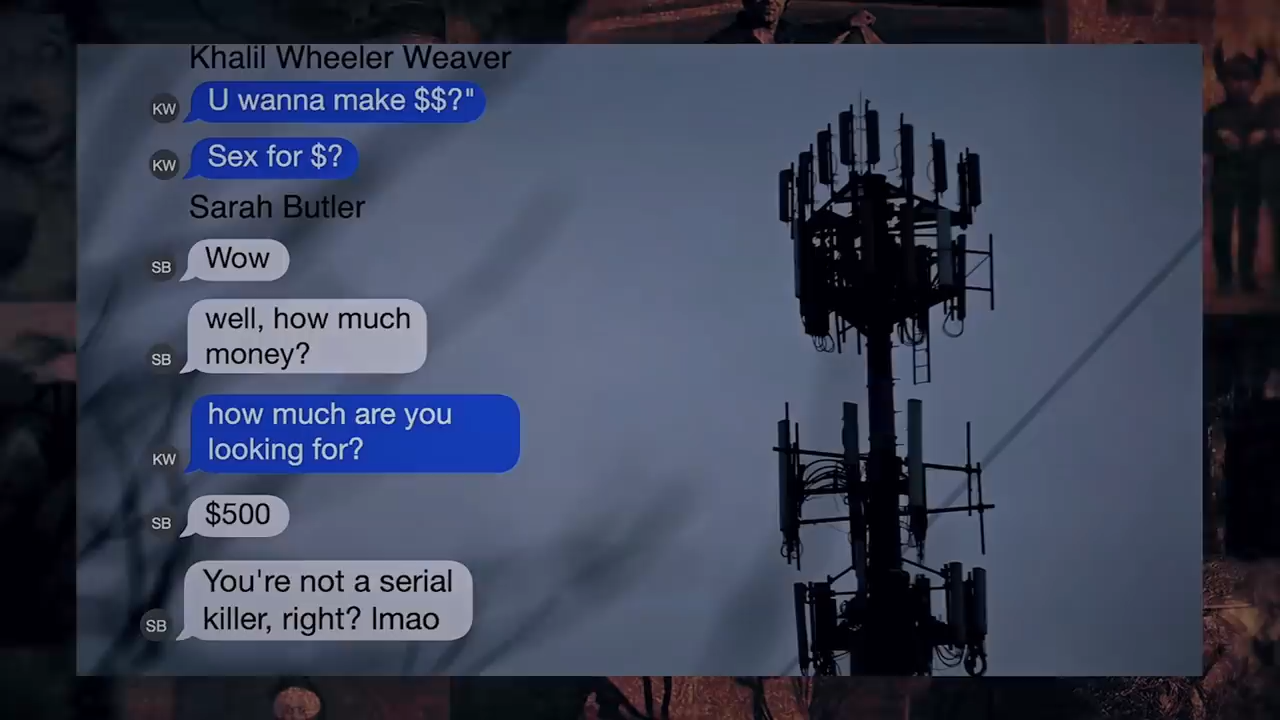 Khalil Wheeler Weaver
KW U wanna make $$?"
KW Sex for $?
Sarah Butler
SB Wow
well, how much
SB money?
how much are you
KW looking for?
SB $500
You're not a serial
SB killer, right? lmao